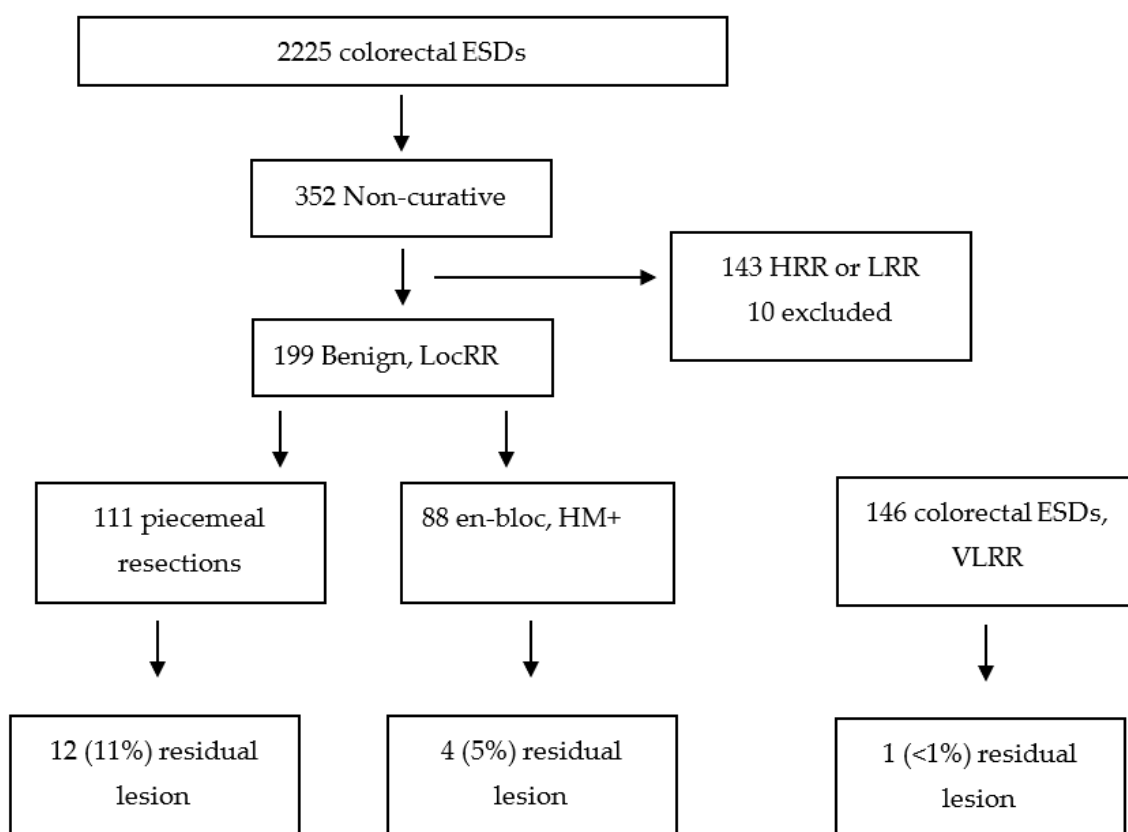 2225 colorectal ESDs
352 Non-curative
143 HRR or LRR
10 excluded
199 Benign, LocRR
111 piecemeal
resections
88 en-bloc, HM+
146 colorectal ESDs,
VLRR
12 (11%) residual
lesion
4 (5%) residual
lesion
1 (<1%) residual
lesion